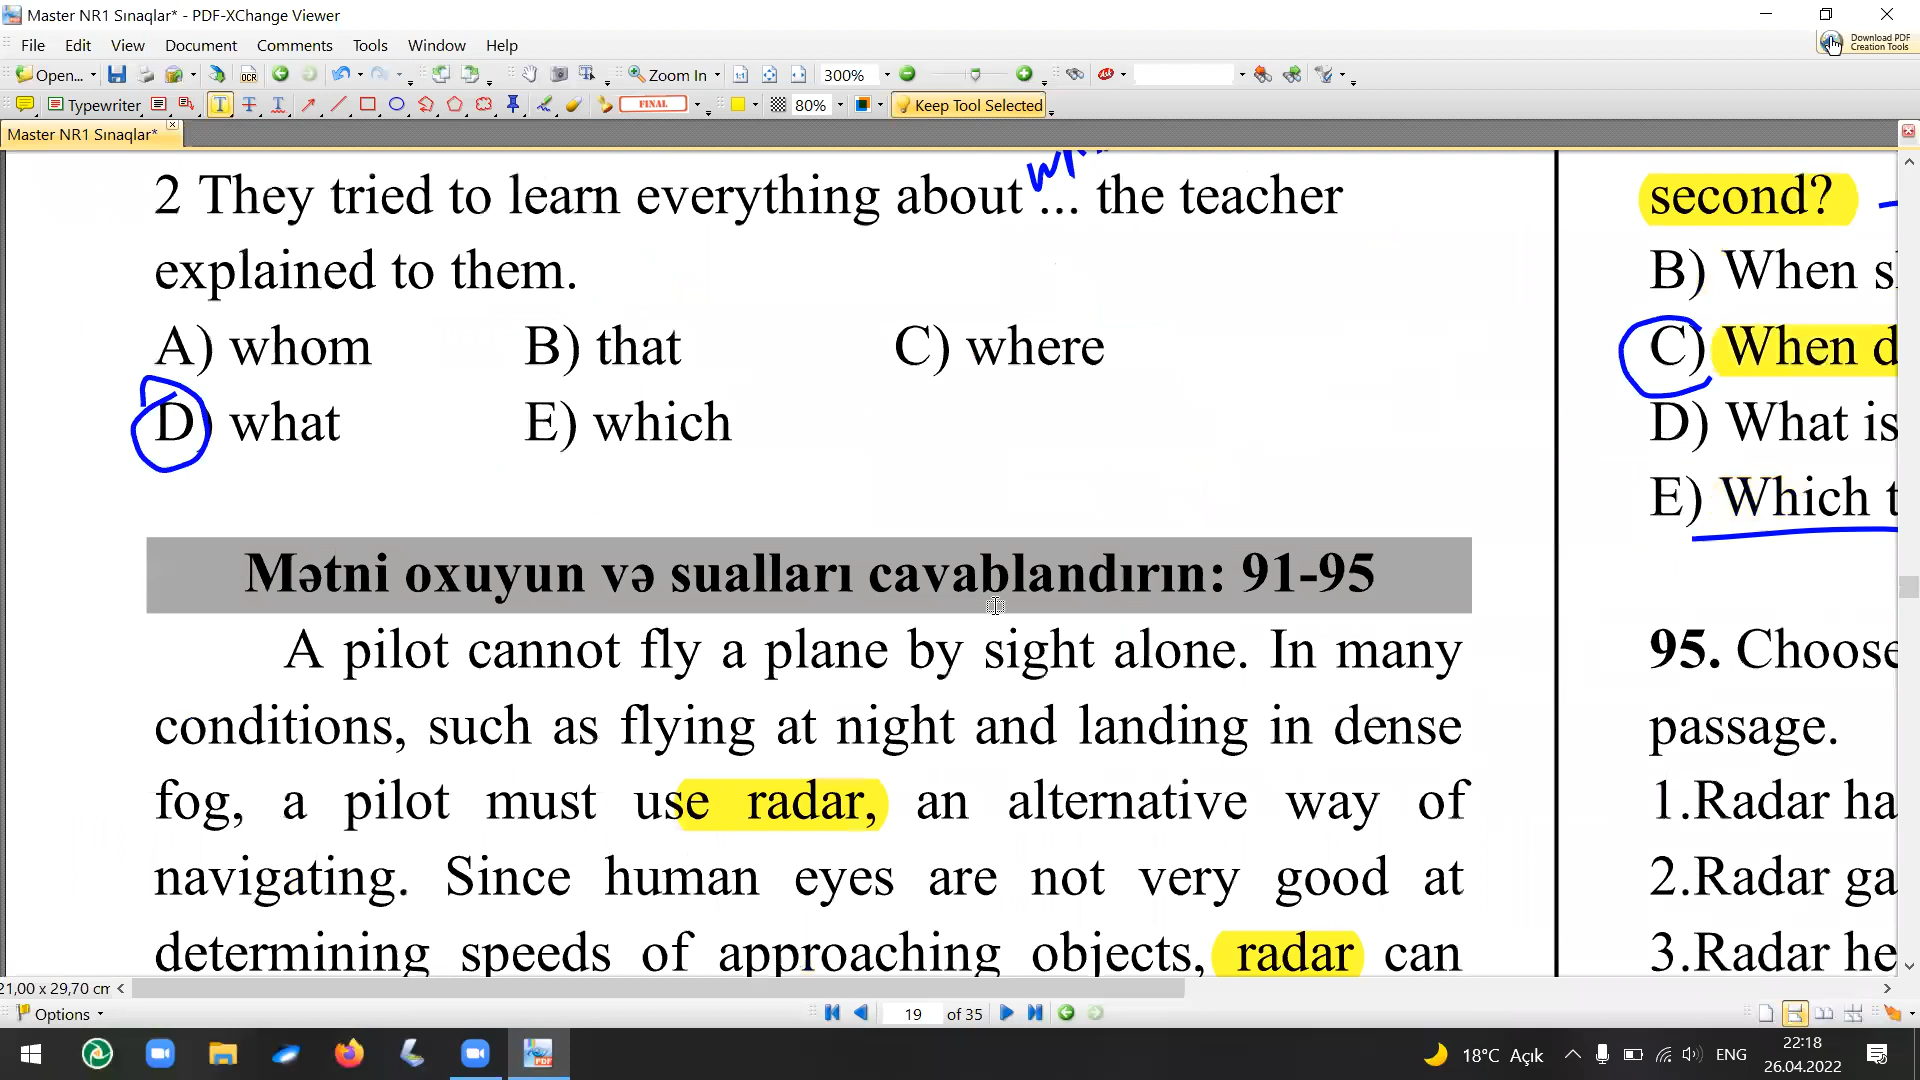 Master NR1 Sınaqlar* - PDF-XChange Viewer
File Edit View Document Comments Tools Window Help
Download PDF
Creation Tools
Open... OCR Zoom In 300%
Typewriter FINAL 80% Keep Tool Selected
Master NR1 Sınaqlar*
2 They tried to learn everything about ... the teacher
explained to them.
A) whom B) that C) where
D) what E) which
Mətni oxuyun və sualları cavablandırın: 91-95
A pilot cannot fly a plane by sight alone. In many
conditions, such as flying at night and landing in dense
fog, a pilot must use radar, an alternative way of
navigating. Since human eyes are not very good at
determining speeds of approaching objects, radar can
second?
B) When s
C) When d
D) What is
E) Which t
95. Choose
passage.
1.Radar ha
2.Radar ga
3.Radar he
21,00 x 29,70 cm
Options 19 of 35
18°C Açık ENG 22:18
26.04.2022